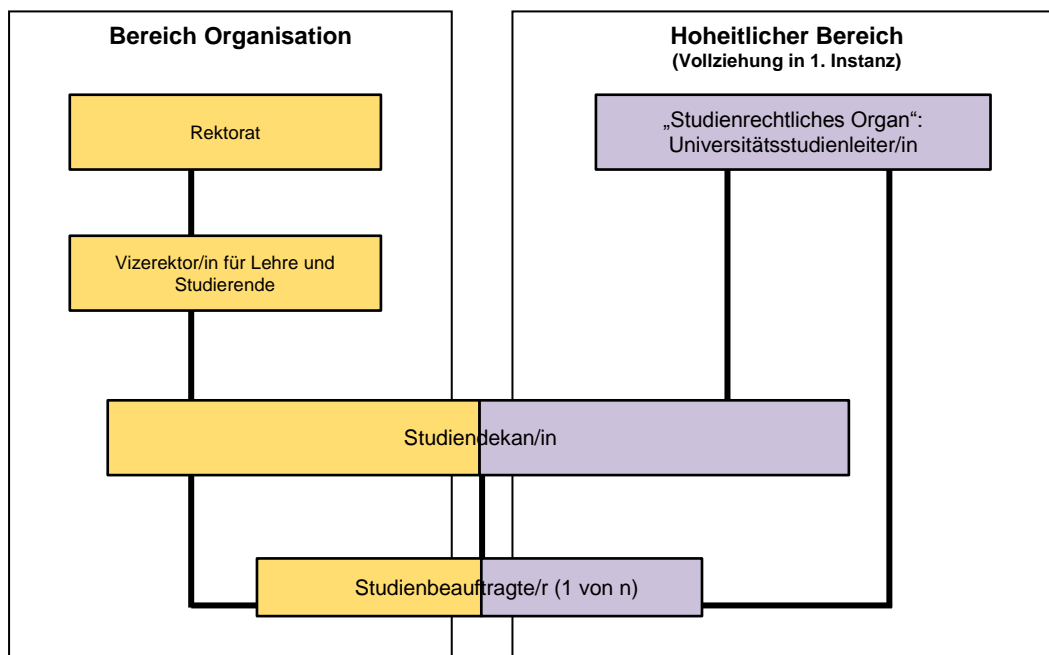 Bereich Organisation
Hoheitlicher Bereich
(Vollziehung in 1. Instanz)
Rektorat
„Studienrechtliches Organ“:
Universitätsstudienleiter/in
Vizerektor/in für Lehre und
Studierende
Studiendekan/in
Studienbeauftragte/r (1 von n)